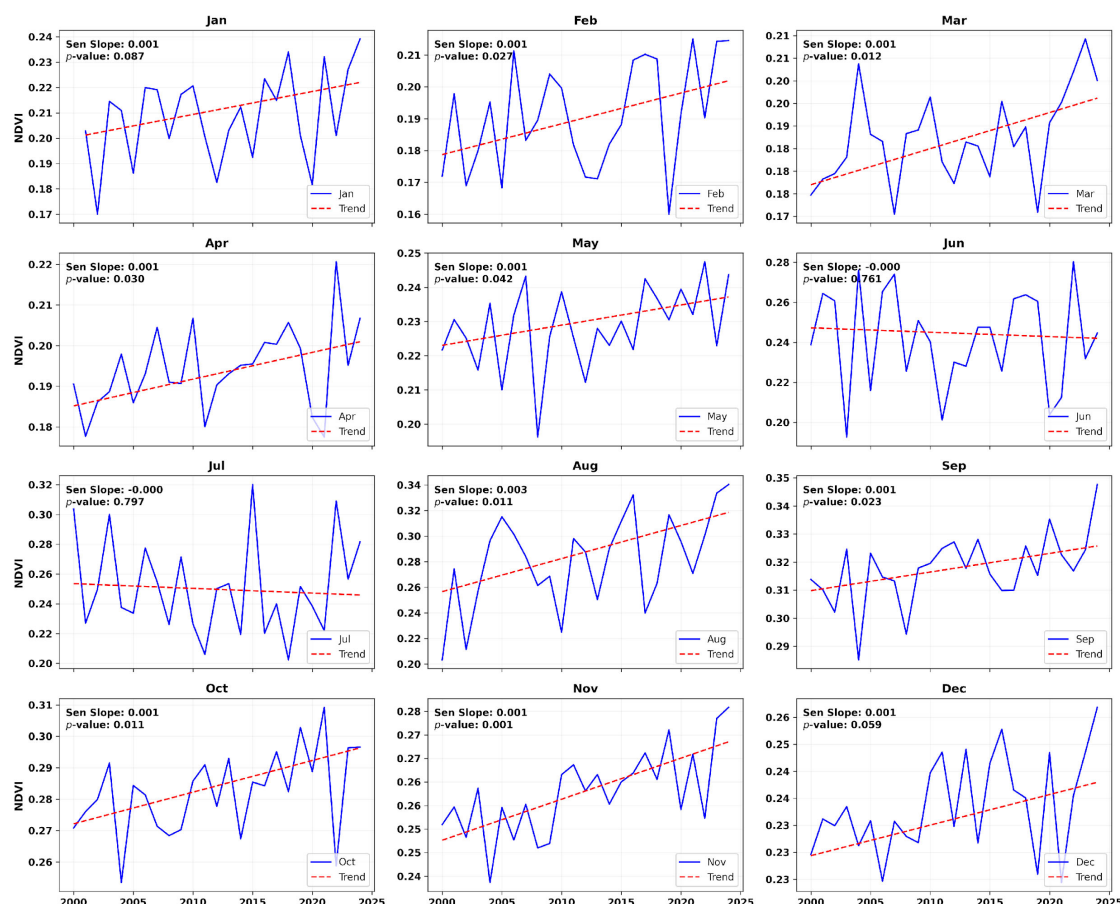 Jan
Sen Slope: 0.001
p-value: 0.087
NDVI
0.24
0.23
0.22
0.21
0.20
0.19
0.18
0.17
Jan
Trend
Feb
Sen Slope: 0.001
p-value: 0.027
0.21
0.20
0.19
0.18
0.17
0.16
Feb
Trend
Mar
Sen Slope: 0.001
p-value: 0.012
0.21
0.20
0.20
0.19
0.19
0.18
0.18
0.17
0.17
Mar
Trend
Apr
Sen Slope: 0.001
p-value: 0.030
NDVI
0.22
0.21
0.20
0.19
0.18
Apr
Trend
May
Sen Slope: 0.001
p-value: 0.042
0.25
0.24
0.23
0.22
0.21
0.20
May
Trend
Jun
Sen Slope: -0.000
p-value: 0.761
0.28
0.26
0.24
0.22
0.20
Jun
Trend
Jul
Sen Slope: -0.000
p-value: 0.797
NDVI
0.32
0.30
0.28
0.26
0.24
0.22
0.20
Jul
Trend
Aug
Sen Slope: 0.003
p-value: 0.011
0.34
0.32
0.30
0.28
0.26
0.24
0.22
0.20
Aug
Trend
Sep
Sen Slope: 0.001
p-value: 0.023
0.35
0.34
0.33
0.32
0.31
0.30
0.29
Sep
Trend
Oct
Sen Slope: 0.001
p-value: 0.011
NDVI
0.31
0.30
0.29
0.28
0.27
0.26
Oct
Trend
2000 2005 2010 2015 2020 2025
Nov
Sen Slope: 0.001
p-value: 0.001
0.28
0.27
0.27
0.26
0.26
0.25
0.25
0.24
0.24
Nov
Trend
2000 2005 2010 2015 2020 2025
Dec
Sen Slope: 0.001
p-value: 0.059
0.26
0.25
0.25
0.24
0.24
0.23
0.23
Dec
Trend
2000 2005 2010 2015 2020 2025